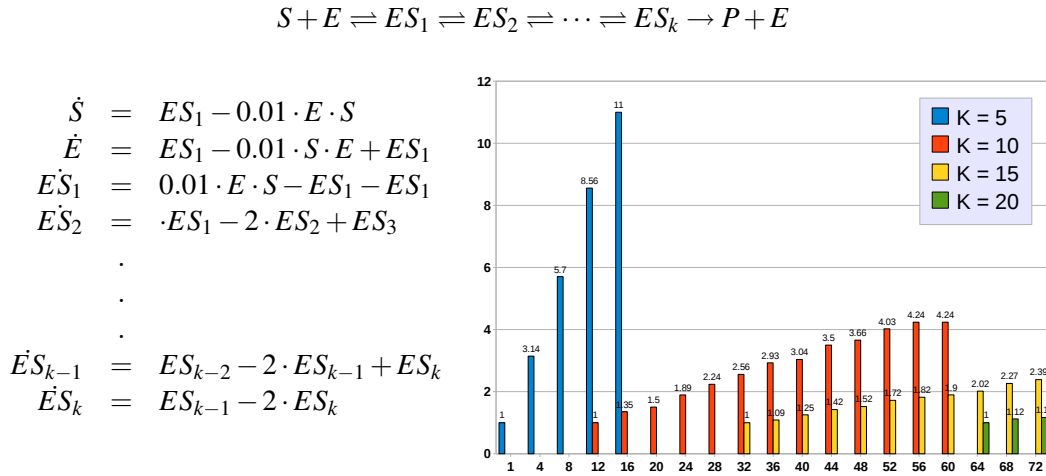 S + E ⇌ ES₁ ⇌ ES₂ ⇌ ⋯ ⇌ ESₖ → P + E
Ṡ = ES₁ − 0.01 · E · S
Ė = ES₁ − 0.01 · S · E + ES₁
ĖS₁ = 0.01 · E · S − ES₁ − ES₁
ĖS₂ = ·ES₁ − 2 · ES₂ + ES₃
.
.
.
ĖSₖ₋₁ = ESₖ₋₂ − 2 · ESₖ₋₁ + ESₖ
ĖSₖ = ESₖ₋₁ − 2 · ESₖ
12
10
8
6
4
2
0
K = 5
K = 10
K = 15
K = 20
1 3.14 5.7 8.56 11
1 1.35 1.5 1.89 2.24 2.56 2.93 3.04 3.5 3.66 4.03 4.24 4.24
1 1.09 1.25 1.42 1.52 1.72 1.82 1.9 2.02 2.27 2.39
1 1.12
1 4 8 12 16 20 24 28 32 36 40 44 48 52 56 60 64 68 72